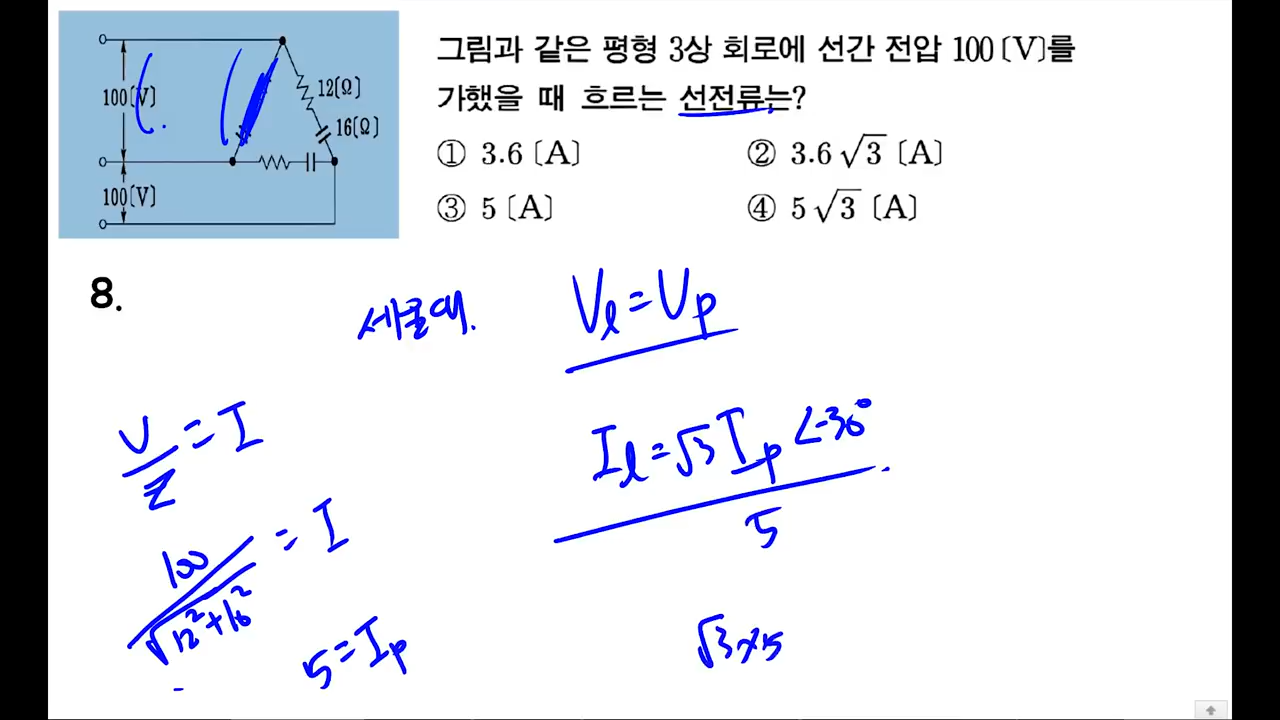 100[V]
12[Ω]
16[Ω]
100[V]
그림과 같은 평형 3상 회로에 선간 전압 100 [V]를
가했을 때 흐르는 선전류는?
① 3.6 [A]
② 3.6√3 [A]
③ 5 [A]
④ 5√3 [A]
8.
Vl = Vp
V/Z = I
Il = √3 Ip ∠-30°
5
100/√12²+16² = I
5 = Ip
√3×5